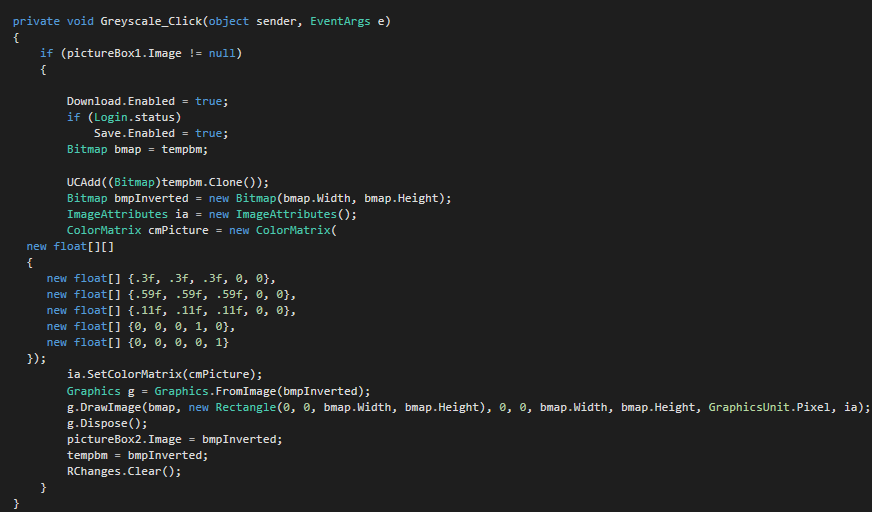 private void Greyscale_Click(object sender, EventArgs e)
{
if (pictureBox1.Image != null)
{
Download.Enabled = true;
if (Login.status)
Save.Enabled = true;
Bitmap bmap = tempbm;
UCAdd((Bitmap)tempbm.Clone());
Bitmap bmpInverted = new Bitmap(bmap.Width, bmap.Height);
ImageAttributes ia = new ImageAttributes();
ColorMatrix cmPicture = new ColorMatrix(
new float[][]
{
new float[] {.3f, .3f, .3f, 0, 0},
new float[] {.59f, .59f, .59f, 0, 0},
new float[] {.11f, .11f, .11f, 0, 0},
new float[] {0, 0, 0, 1, 0},
new float[] {0, 0, 0, 0, 1}
});
ia.SetColorMatrix(cmPicture);
Graphics g = Graphics.FromImage(bmpInverted);
g.DrawImage(bmap, new Rectangle(0, 0, bmap.Width, bmap.Height), 0, 0, bmap.Width, bmap.Height, GraphicsUnit.Pixel, ia);
g.Dispose();
pictureBox2.Image = bmpInverted;
tempbm = bmpInverted;
RChanges.Clear();
}
}